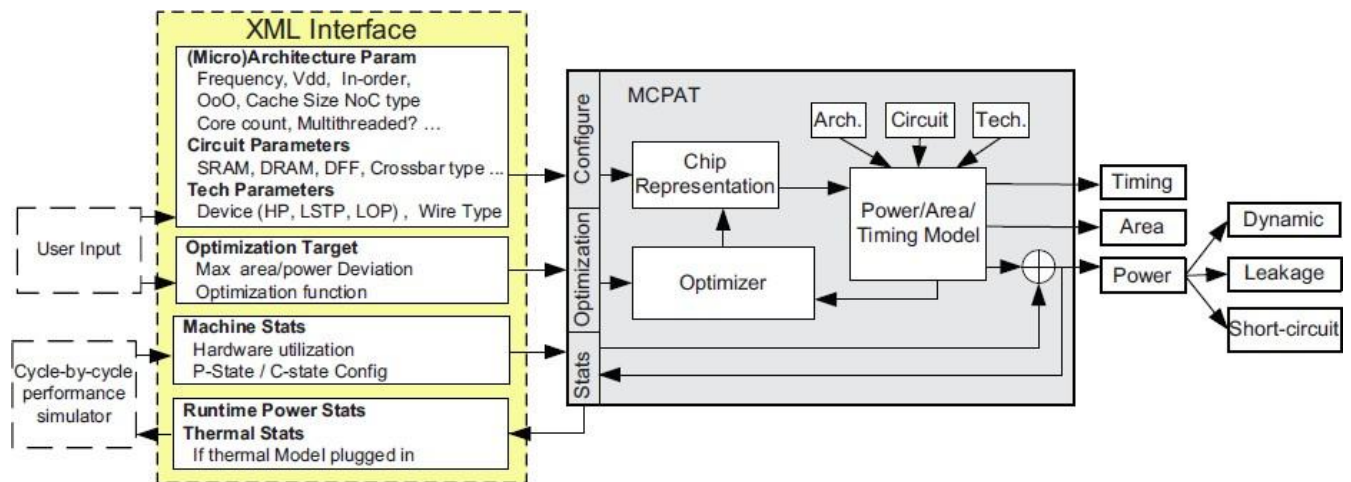 XML Interface
(Micro)Architecture Param
Frequency, Vdd, In-order,
OoO, Cache Size NoC type
Core count, Multithreaded? ...
Circuit Parameters
SRAM, DRAM, DFF, Crossbar type ...
Tech Parameters
Device (HP, LSTP, LOP) , Wire Type
User Input
Optimization Target
Max area/power Deviation
Optimization function
Machine Stats
Hardware utilization
P-State / C-state Config
Cycle-by-cycle
performance
simulator
Runtime Power Stats
Thermal Stats
If thermal Model plugged in
Configure
Optimization
Stats
MCPAT
Chip
Representation
Optimizer
Arch.
Circuit
Tech.
Power/Area/
Timing Model
Timing
Area
Power
Dynamic
Leakage
Short-circuit